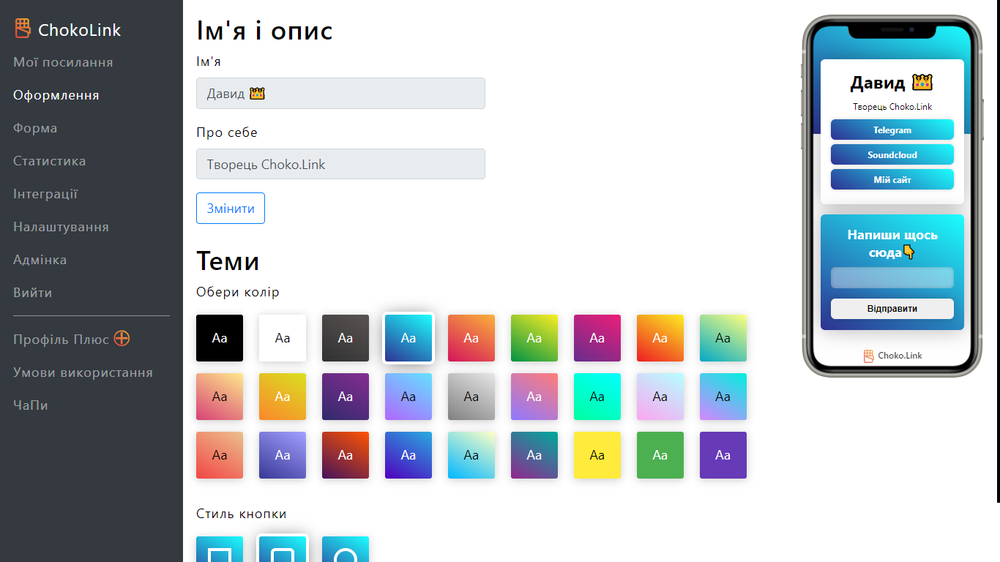 ChokoLink
Мої посилання
Оформлення
Форма
Статистика
Інтеграції
Налаштування
Адмінка
Вийти
Профіль Плюс
Умови використання
ЧаПи
Ім'я і опис
Ім'я
Давид 👑
Про себе
Творець Choko.Link
Змінити
Теми
Обери колір
Aa Aa Aa Aa Aa Aa Aa Aa Aa
Aa Aa Aa Aa Aa Aa Aa Aa Aa
Aa Aa Aa Aa Aa Aa Aa Aa Aa
Стиль кнопки
Давид 👑
Творець Choko.Link
Telegram
Soundcloud
Мій сайт
Напиши щось
сюда👇
Відправити
Choko.Link